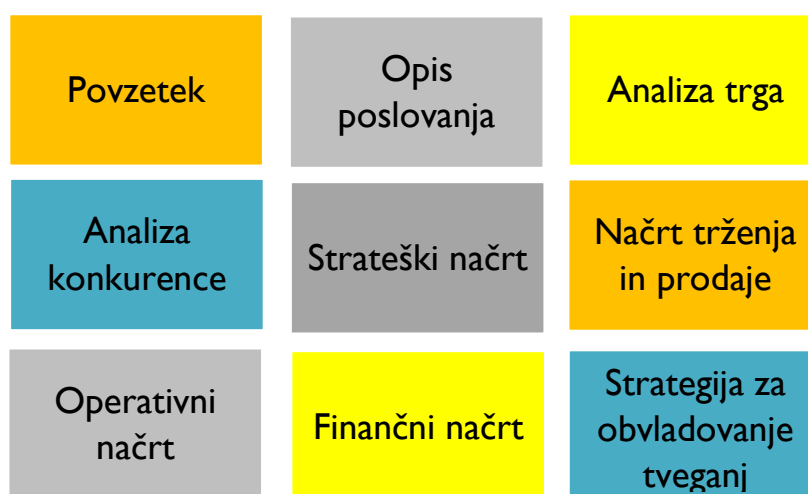 Povzetek
Opis
poslovanja
Analiza trga
Analiza
konkurence
Strateški načrt
Načrt trženja
in prodaje
Operativni
načrt
Finančni načrt
Strategija za
obvladovanje
tveganj